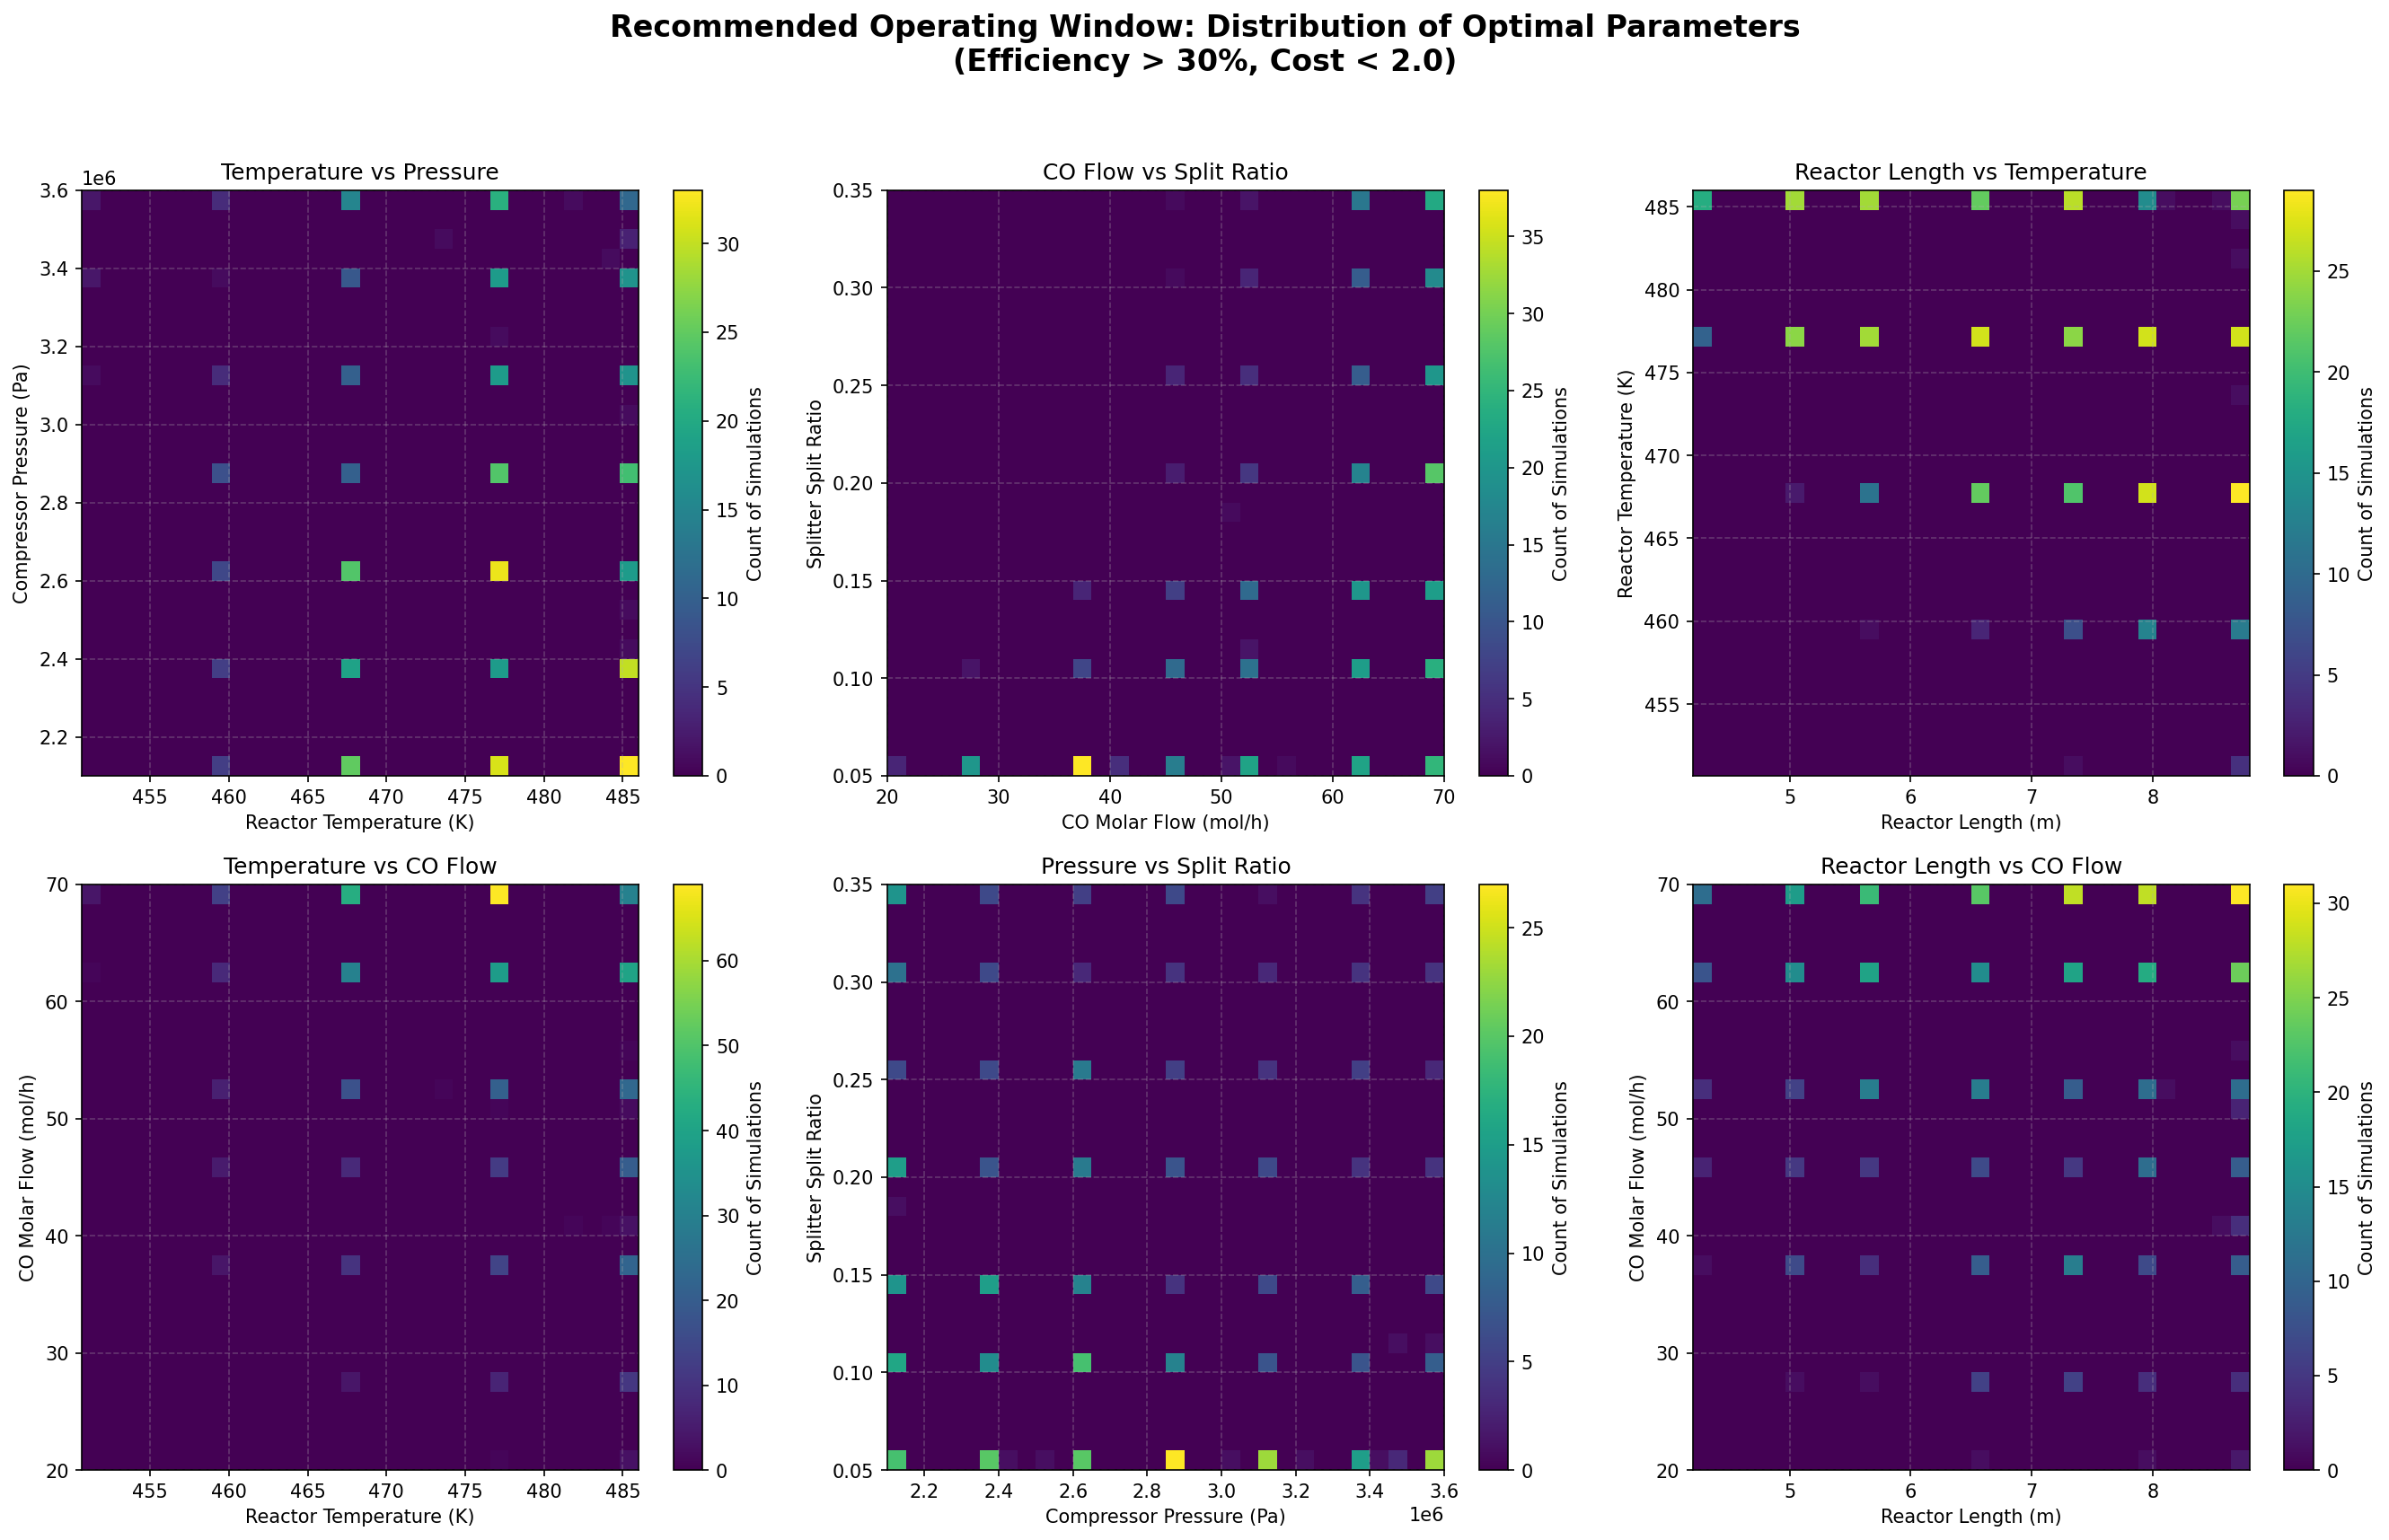 Recommended Operating Window: Distribution of Optimal Parameters
(Efficiency > 30%, Cost < 2.0)
Temperature vs Pressure
1e6
3.6
3.4
3.2
3.0
2.8
2.6
2.4
2.2
Compressor Pressure (Pa)
455 460 465 470 475 480 485
Reactor Temperature (K)
30
25
20
15
10
5
0
Count of Simulations
CO Flow vs Split Ratio
0.35
0.30
0.25
0.20
0.15
0.10
0.05
Splitter Split Ratio
20 30 40 50 60 70
CO Molar Flow (mol/h)
35
30
25
20
15
10
5
0
Count of Simulations
Reactor Length vs Temperature
485
480
475
470
465
460
455
Reactor Temperature (K)
5 6 7 8
Reactor Length (m)
25
20
15
10
5
0
Count of Simulations
Temperature vs CO Flow
70
60
50
40
30
20
CO Molar Flow (mol/h)
455 460 465 470 475 480 485
Reactor Temperature (K)
60
50
40
30
20
10
0
Count of Simulations
Pressure vs Split Ratio
0.35
0.30
0.25
0.20
0.15
0.10
0.05
Splitter Split Ratio
2.2 2.4 2.6 2.8 3.0 3.2 3.4 3.6
1e6
Compressor Pressure (Pa)
25
20
15
10
5
0
Count of Simulations
Reactor Length vs CO Flow
70
60
50
40
30
20
CO Molar Flow (mol/h)
5 6 7 8
Reactor Length (m)
30
25
20
15
10
5
0
Count of Simulations